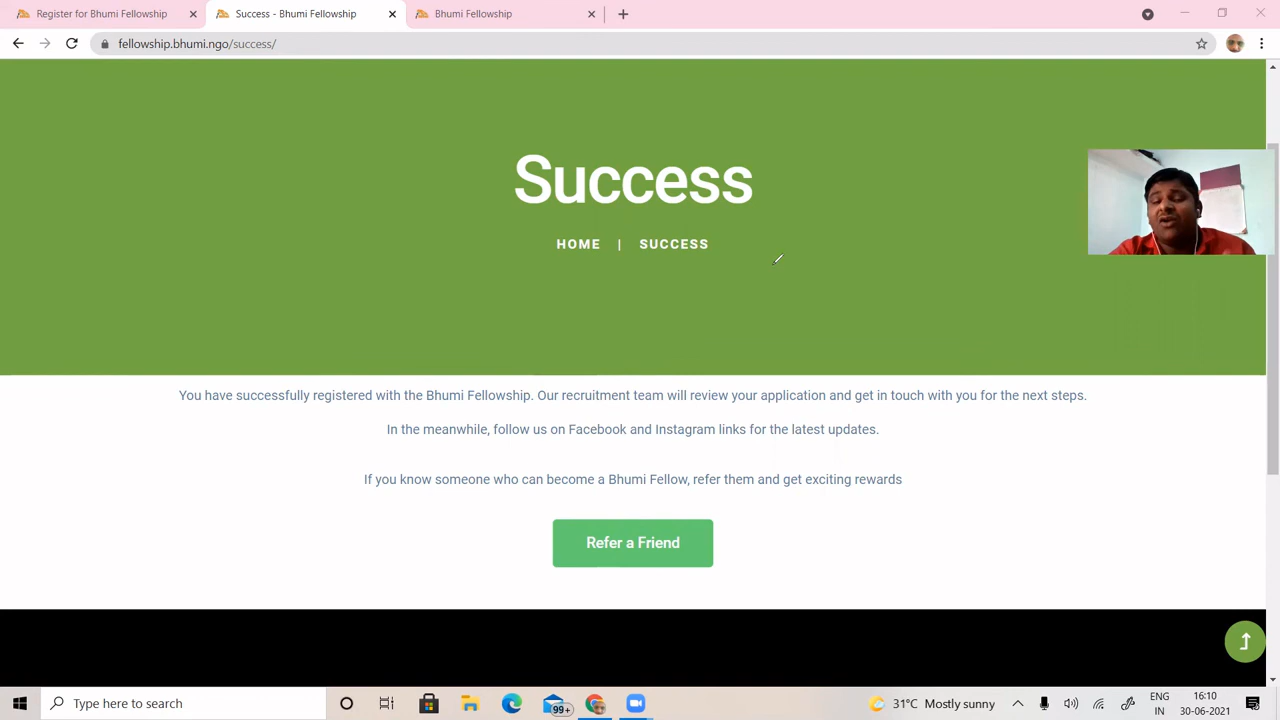 Register for Bhumi Fellowship
Success - Bhumi Fellowship
Bhumi Fellowship
fellowship.bhumi.ngo/success/
Success
HOME | SUCCESS
You have successfully registered with the Bhumi Fellowship. Our recruitment team will review your application and get in touch with you for the next steps.
In the meanwhile, follow us on Facebook and Instagram links for the latest updates.
If you know someone who can become a Bhumi Fellow, refer them and get exciting rewards
Refer a Friend
Type here to search
99+
31°C Mostly sunny
ENG
IN
16:10
30-06-2021